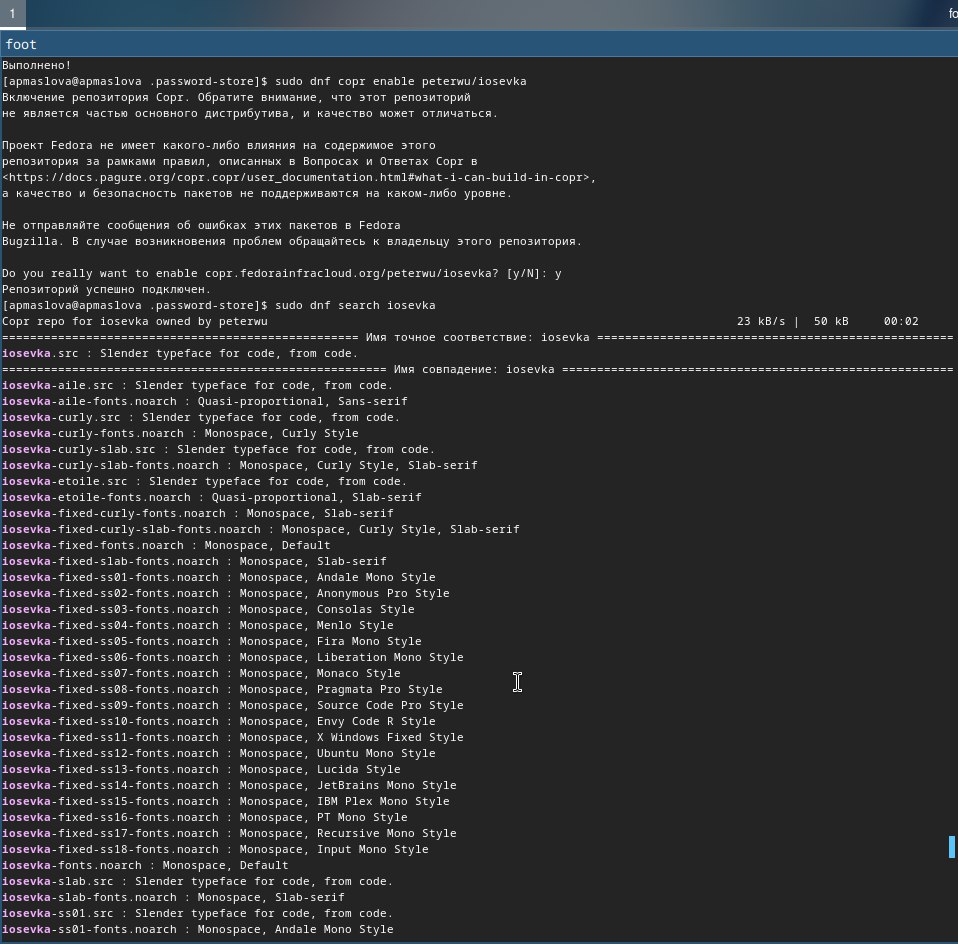 1
fo
foot
Выполнено!
[apmaslova@apmaslova .password-store]$ sudo dnf copr enable peterwu/iosevka
Включение репозитория Copr. Обратите внимание, что этот репозиторий
не является частью основного дистрибутива, и качество может отличаться.
Проект Fedora не имеет какого-либо влияния на содержимое этого
репозитория за рамками правил, описанных в Вопросах и Ответах Copr в
<https://docs.pagure.org/copr.copr/user_documentation.html#what-i-can-build-in-copr>,
а качество и безопасность пакетов не поддерживаются на каком-либо уровне.
Не отправляйте сообщения об ошибках этих пакетов в Fedora
Bugzilla. В случае возникновения проблем обращайтесь к владельцу этого репозитория.
Do you really want to enable copr.fedorainfracloud.org/peterwu/iosevka? [y/N]: y
Репозиторий успешно подключен.
[apmaslova@apmaslova .password-store]$ sudo dnf search iosevka
Copr repo for iosevka owned by peterwu 23 kB/s | 50 kB 00:02
=================================================== Имя точное соответствие: iosevka ===================================================
iosevka.src : Slender typeface for code, from code.
======================================================= Имя совпадение: iosevka ========================================================
iosevka-aile.src : Slender typeface for code, from code.
iosevka-aile-fonts.noarch : Quasi-proportional, Sans-serif
iosevka-curly.src : Slender typeface for code, from code.
iosevka-curly-fonts.noarch : Monospace, Curly Style
iosevka-curly-slab.src : Slender typeface for code, from code.
iosevka-curly-slab-fonts.noarch : Monospace, Curly Style, Slab-serif
iosevka-etoile.src : Slender typeface for code, from code.
iosevka-etoile-fonts.noarch : Quasi-proportional, Slab-serif
iosevka-fixed-curly-fonts.noarch : Monospace, Slab-serif
iosevka-fixed-curly-slab-fonts.noarch : Monospace, Curly Style, Slab-serif
iosevka-fixed-fonts.noarch : Monospace, Default
iosevka-fixed-slab-fonts.noarch : Monospace, Slab-serif
iosevka-fixed-ss01-fonts.noarch : Monospace, Andale Mono Style
iosevka-fixed-ss02-fonts.noarch : Monospace, Anonymous Pro Style
iosevka-fixed-ss03-fonts.noarch : Monospace, Consolas Style
iosevka-fixed-ss04-fonts.noarch : Monospace, Menlo Style
iosevka-fixed-ss05-fonts.noarch : Monospace, Fira Mono Style
iosevka-fixed-ss06-fonts.noarch : Monospace, Liberation Mono Style
iosevka-fixed-ss07-fonts.noarch : Monospace, Monaco Style
iosevka-fixed-ss08-fonts.noarch : Monospace, Pragmata Pro Style
iosevka-fixed-ss09-fonts.noarch : Monospace, Source Code Pro Style
iosevka-fixed-ss10-fonts.noarch : Monospace, Envy Code R Style
iosevka-fixed-ss11-fonts.noarch : Monospace, X Windows Fixed Style
iosevka-fixed-ss12-fonts.noarch : Monospace, Ubuntu Mono Style
iosevka-fixed-ss13-fonts.noarch : Monospace, Lucida Style
iosevka-fixed-ss14-fonts.noarch : Monospace, JetBrains Mono Style
iosevka-fixed-ss15-fonts.noarch : Monospace, IBM Plex Mono Style
iosevka-fixed-ss16-fonts.noarch : Monospace, PT Mono Style
iosevka-fixed-ss17-fonts.noarch : Monospace, Recursive Mono Style
iosevka-fixed-ss18-fonts.noarch : Monospace, Input Mono Style
iosevka-fonts.noarch : Monospace, Default
iosevka-slab.src : Slender typeface for code, from code.
iosevka-slab-fonts.noarch : Monospace, Slab-serif
iosevka-ss01.src : Slender typeface for code, from code.
iosevka-ss01-fonts.noarch : Monospace, Andale Mono Style